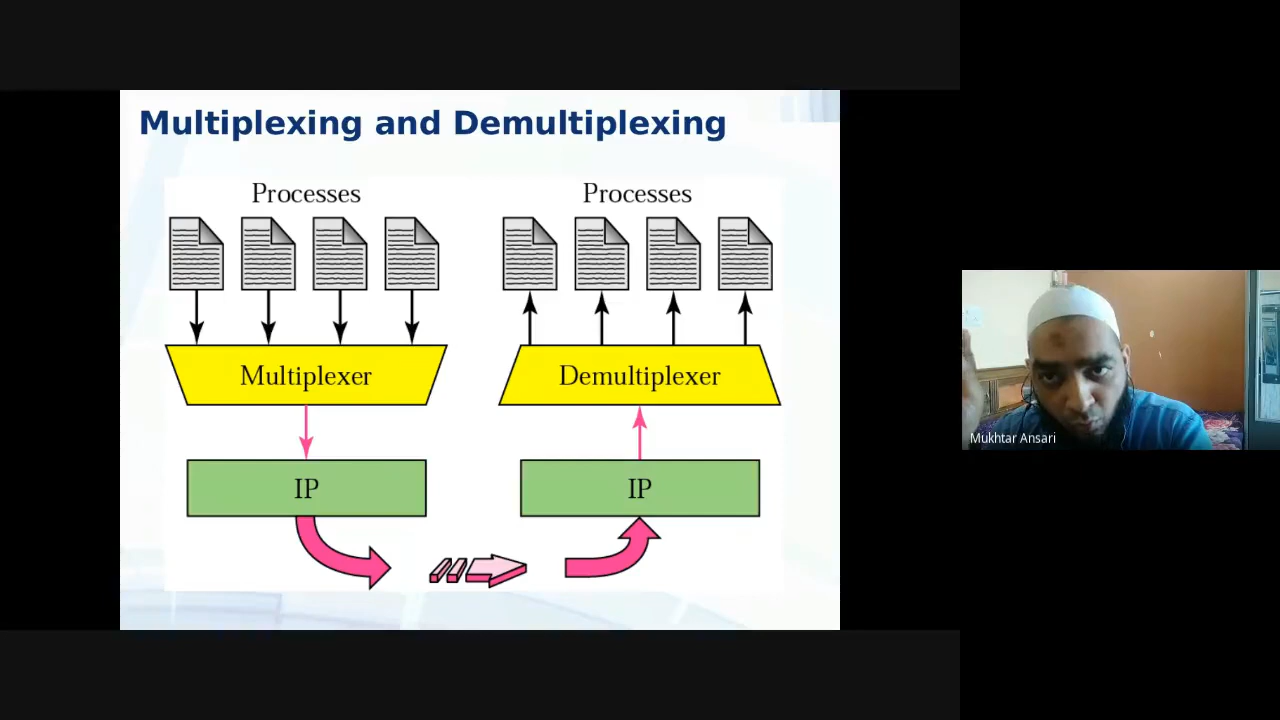 Multiplexing and Demultiplexing
Processes
Processes
Multiplexer
Demultiplexer
IP
IP
Mukhtar Ansari